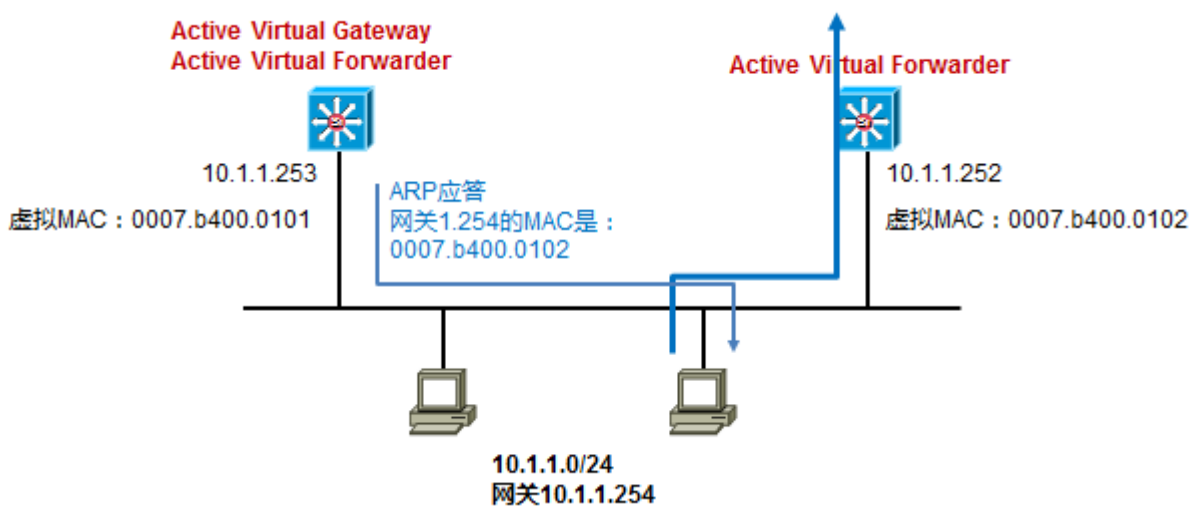 Active Virtual Gateway
Active Virtual Forwarder
Active Virtual Forwarder
10.1.1.253
虚拟MAC：0007.b400.0101
ARP应答
网关1.254的MAC是：
0007.b400.0102
10.1.1.252
虚拟MAC：0007.b400.0102
10.1.1.0/24
网关10.1.1.254